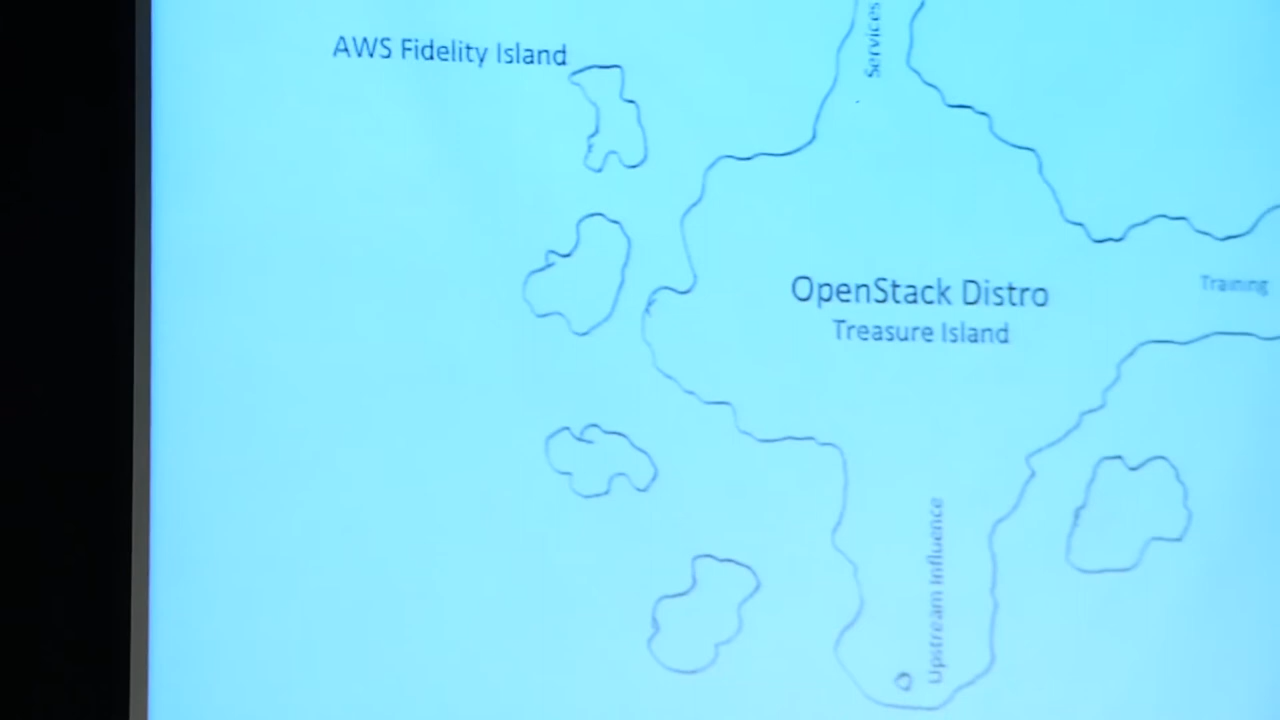 AWS Fidelity Island
Services
OpenStack Distro
Treasure Island
Training
Upstream Influence